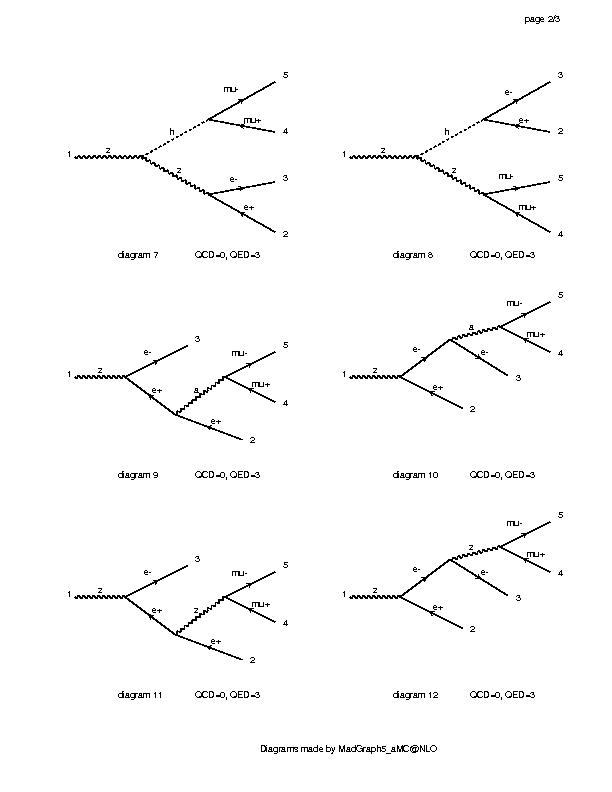 page 2/3
mu- 5
h mu+ 4
1 z
z e- 3
e+ 2
diagram 7 QCD=0, QED=3
e- 3
h e+ 2
1 z
z mu- 5
mu+ 4
diagram 8 QCD=0, QED=3
e- 3
mu- 5
1 z
e+ a mu+ 4
e+ 2
diagram 9 QCD=0, QED=3
mu- 5
a mu+ 4
e- e- 3
1 z
e+ 2
diagram 10 QCD=0, QED=3
e- 3
mu- 5
1 z
e+ z mu+ 4
e+ 2
diagram 11 QCD=0, QED=3
mu- 5
z mu+ 4
e- e- 3
1 z
e+ 2
diagram 12 QCD=0, QED=3
Diagrams made by MadGraph5_aMC@NLO